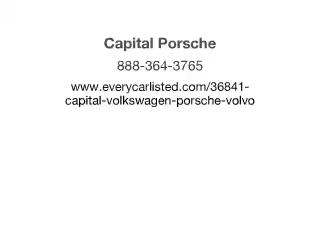 Capital Porsche
888-364-3765
www.everycarlisted.com/36841-
capital-volkswagen-porsche-volvo